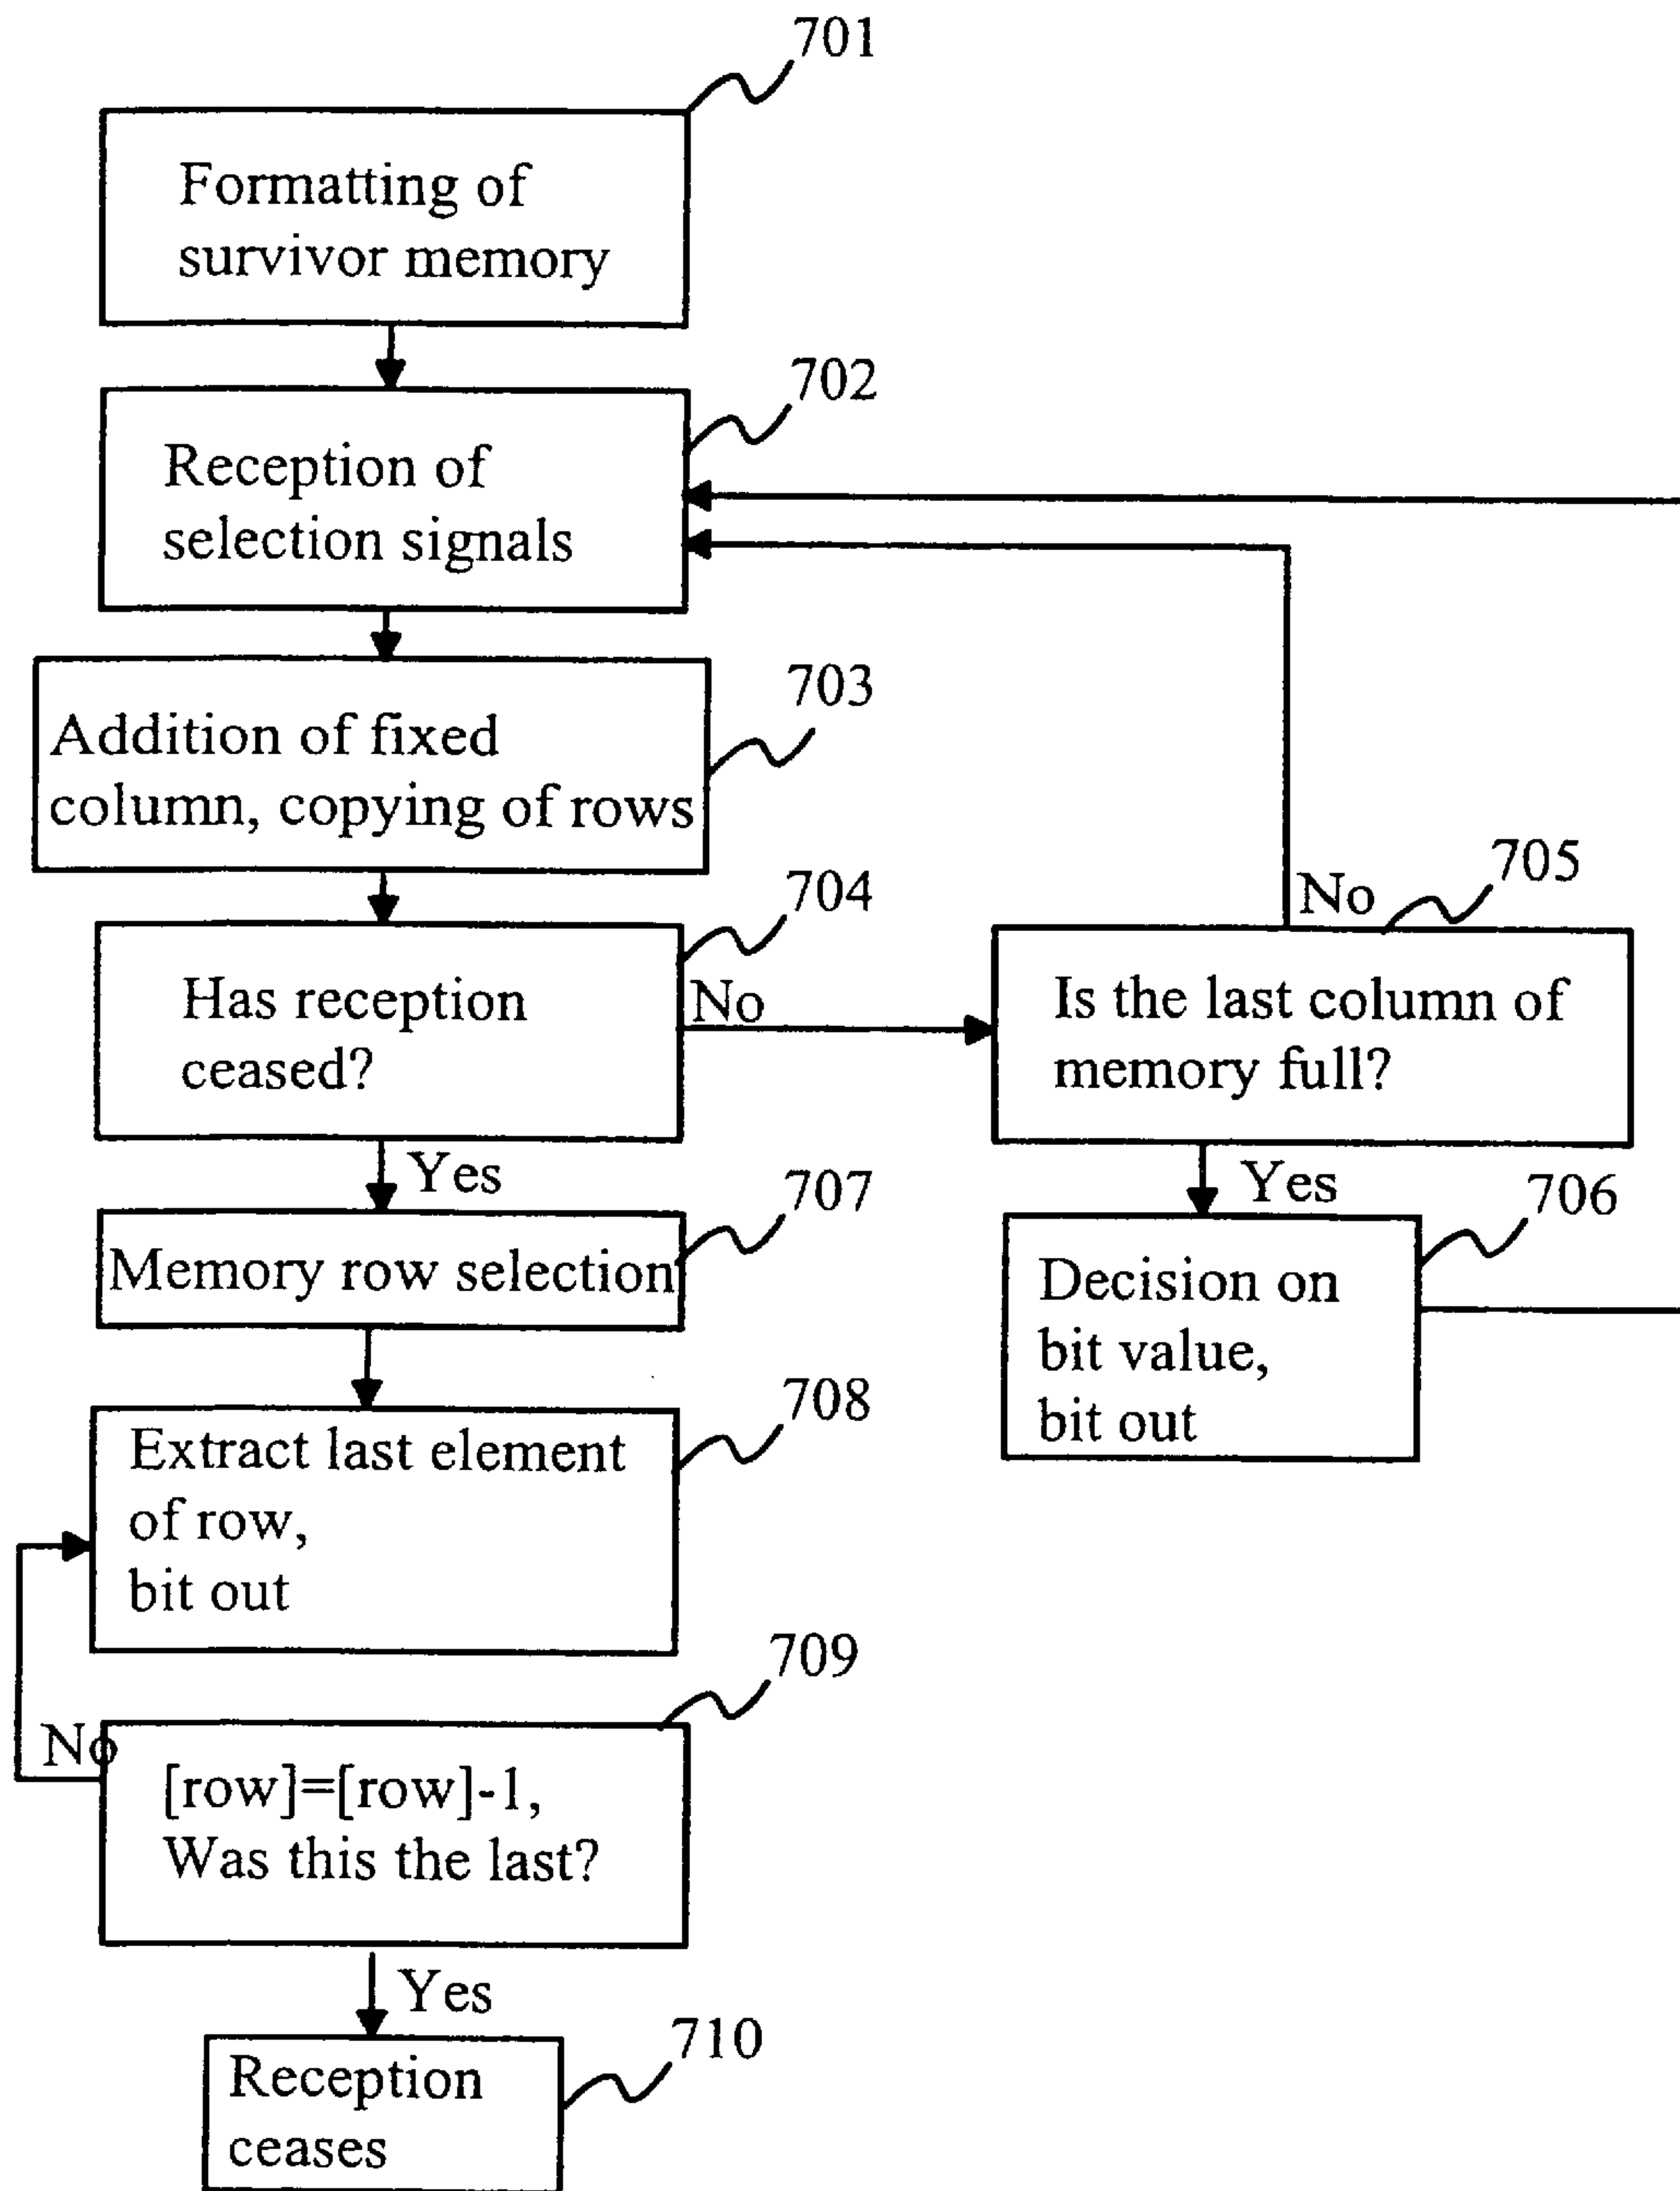 701
Formatting of
survivor memory
702
Reception of
selection signals
703
Addition of fixed
column, copying of rows
704
Has reception
ceased?
No
705
No
Is the last column of
memory full?
Yes
706
Decision on
bit value,
bit out
Yes
707
Memory row selection
708
Extract last element
of row,
bit out
709
No
[row]=[row]-1,
Was this the last?
Yes
710
Reception
ceases